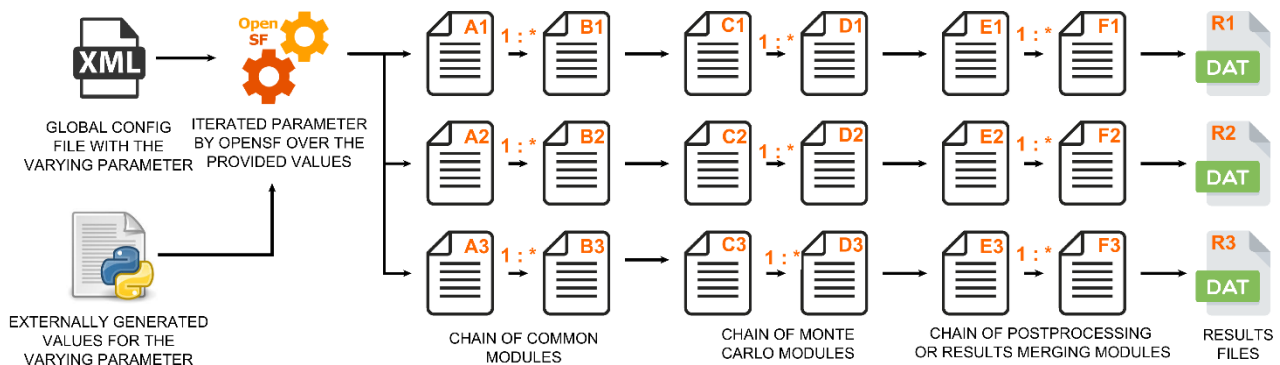 XML
GLOBAL CONFIG
FILE WITH THE
VARYING PARAMETER
Open
SF
ITERATED PARAMETER
BY OPENSF OVER THE
PROVIDED VALUES
EXTERNALLY GENERATED
VALUES FOR THE
VARYING PARAMETER
A1 1 : * B1 C1 1 : * D1 E1 1 : * F1 R1
DAT
A2 1 : * B2 C2 1 : * D2 E2 1 : * F2 R2
DAT
A3 1 : * B3 C3 1 : * D3 E3 1 : * F3 R3
DAT
CHAIN OF COMMON
MODULES
CHAIN OF MONTE
CARLO MODULES
CHAIN OF POSTPROCESSING
OR RESULTS MERGING MODULES
RESULTS
FILES